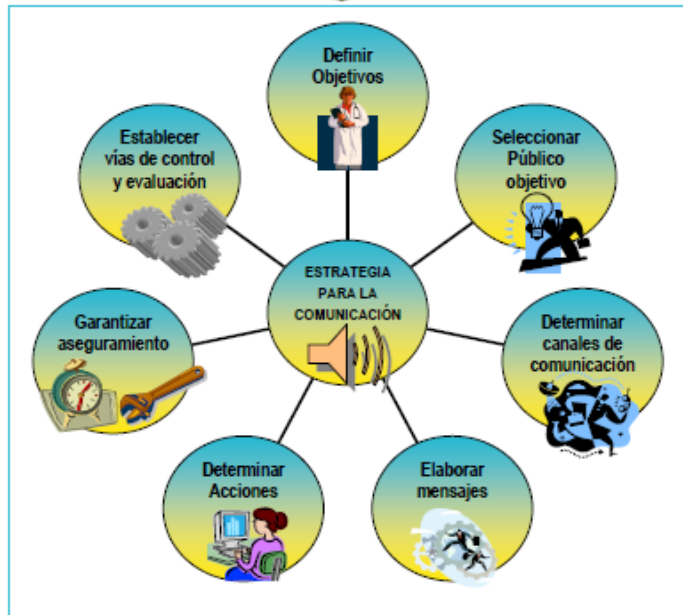 Definir
Objetivos
Seleccionar
Público
objetivo
Determinar
canales de
comunicación
Elaborar
mensajes
Determinar
Acciones
Garantizar
aseguramiento
Establecer
vías de control
y evaluación
ESTRATEGIA
PARA LA
COMUNICACIÓN